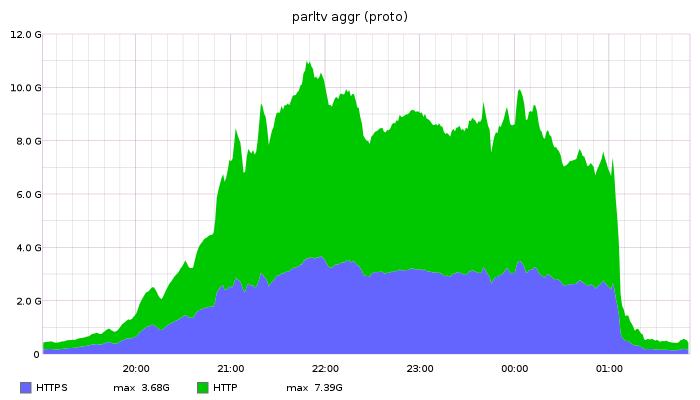 parltv aggr (proto)
12.0 G
10.0 G
8.0 G
6.0 G
4.0 G
2.0 G
0
20:00 21:00 22:00 23:00 00:00 01:00
HTTPS max 3.68G HTTP max 7.39G